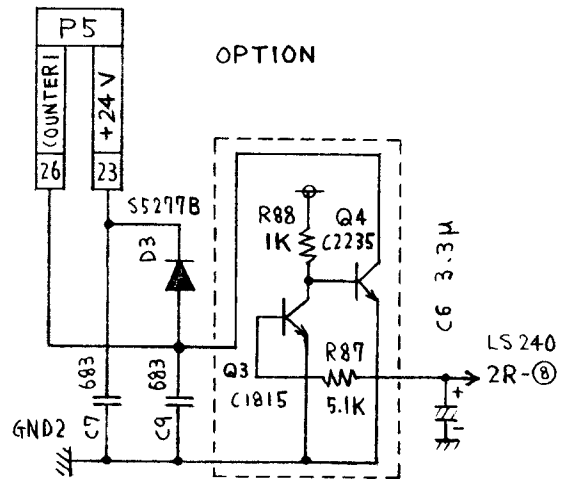 P5
OPTION
COUNTER1
+24V
26
23
S5277B
D3
R88
1K
Q4
C2235
C6 3.3μ
683
683
Q3
C1815
R87
5.1K
LS240
2R-⑧
+
-
GND2
C7
C9